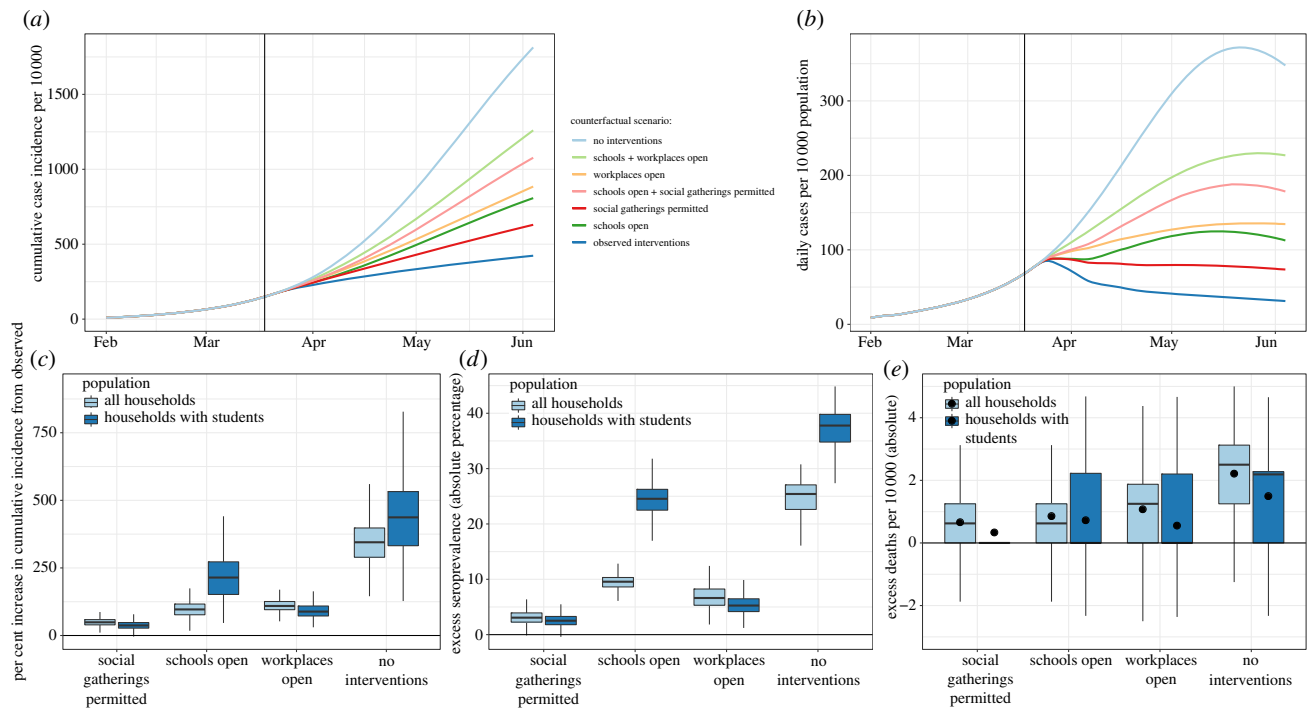 (a)
cumulative case incidence per 10 000
1500
1000
500
0
Feb
Mar
Apr
May
Jun
counterfactual scenario:
no interventions
schools + workplaces open
workplaces open
schools open + social gatherings permitted
social gatherings permitted
schools open
observed interventions
(b)
daily cases per 10 000 population
300
200
100
0
Feb
Mar
Apr
May
Jun
(c)
per cent increase in cumulative incidence from observed
750
500
250
0
population
all households
households with students
social
gatherings
permitted
schools open
workplaces
open
no
interventions
(d)
excess seroprevalence (absolute percentage)
40
30
20
10
0
population
all households
households with students
social
gatherings
permitted
schools open
workplaces
open
no
interventions
(e)
excess deaths per 10 000 (absolute)
4
2
0
−2
population
all households
households with
students
social
gatherings
permitted
schools open
workplaces
open
no
interventions